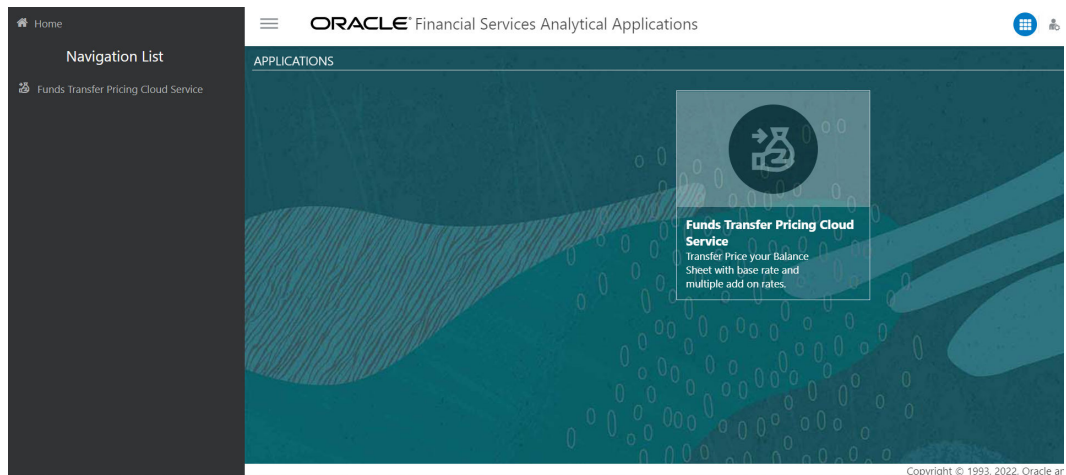 Home
Navigation List
Funds Transfer Pricing Cloud Service
ORACLE® Financial Services Analytical Applications
APPLICATIONS
Funds Transfer Pricing Cloud
Service
Transfer Price your Balance
Sheet with base rate and
multiple add on rates.
Copyright © 1993, 2022, Oracle an